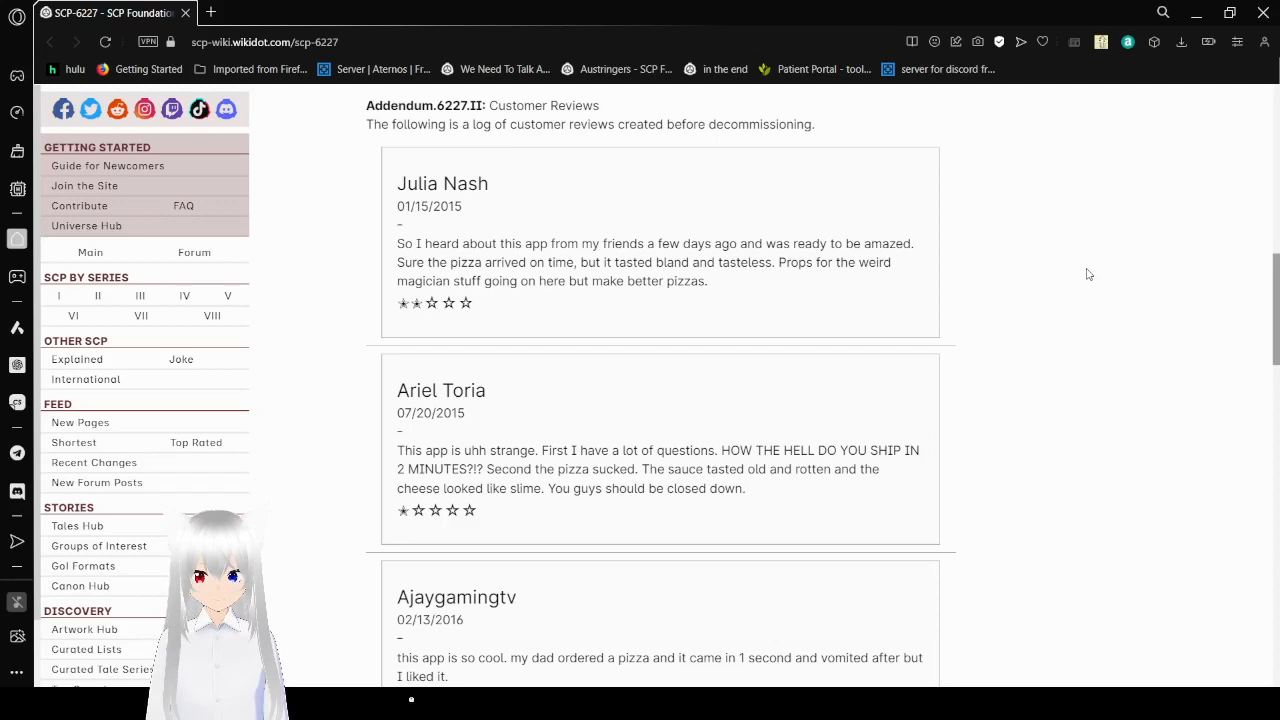 SCP-6227 - SCP Foundatio
scp-wiki.wikidot.com/scp-6227
VPN
hulu
Getting Started
Imported from Firef...
Server | Aternos | Fr...
We Need To Talk A...
Austringers - SCP F...
in the end
Patient Portal - tool...
server for discord fr...
GETTING STARTED
Guide for Newcomers
Join the Site
Contribute FAQ
Universe Hub
Main Forum
SCP BY SERIES
I II III IV V
VI VII VIII
OTHER SCP
Explained Joke
International
FEED
New Pages
Shortest Top Rated
Recent Changes
New Forum Posts
STORIES
Tales Hub
Groups of Interest
GoI Formats
Canon Hub
DISCOVERY
Artwork Hub
Curated Lists
Curated Tale Serie
Addendum.6227.II: Customer Reviews
The following is a log of customer reviews created before decommissioning.
Julia Nash
01/15/2015
–
So I heard about this app from my friends a few days ago and was ready to be amazed.
Sure the pizza arrived on time, but it tasted bland and tasteless. Props for the weird
magician stuff going on here but make better pizzas.
★★☆☆☆
Ariel Toria
07/20/2015
–
This app is uhh strange. First I have a lot of questions. HOW THE HELL DO YOU SHIP IN
2 MINUTES?!? Second the pizza sucked. The sauce tasted old and rotten and the
cheese looked like slime. You guys should be closed down.
★☆☆☆☆
Ajaygamingtv
02/13/2016
–
this app is so cool. my dad ordered a pizza and it came in 1 second and vomited after but
I liked it.